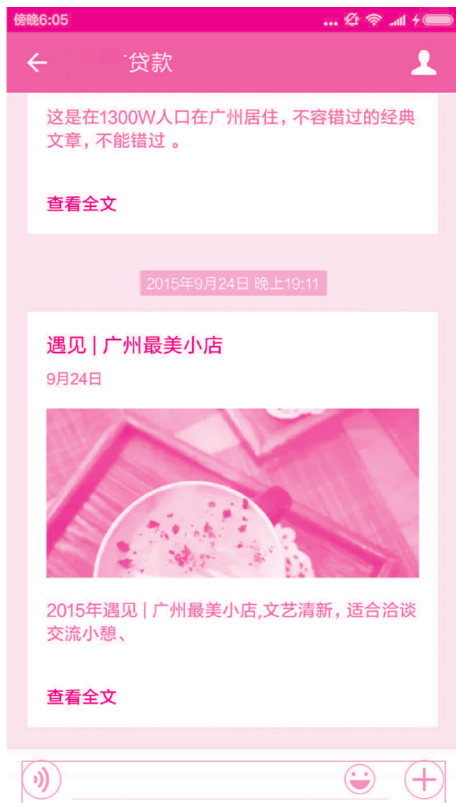 傍晚6:05
贷款
这是在1300W人口在广州居住，不容错过的经典
文章，不能错过 。
查看全文
2015年9月24日 晚上19:11
遇见 | 广州最美小店
9月24日
2015年遇见 | 广州最美小店,文艺清新，适合洽谈
交流小憩、
查看全文